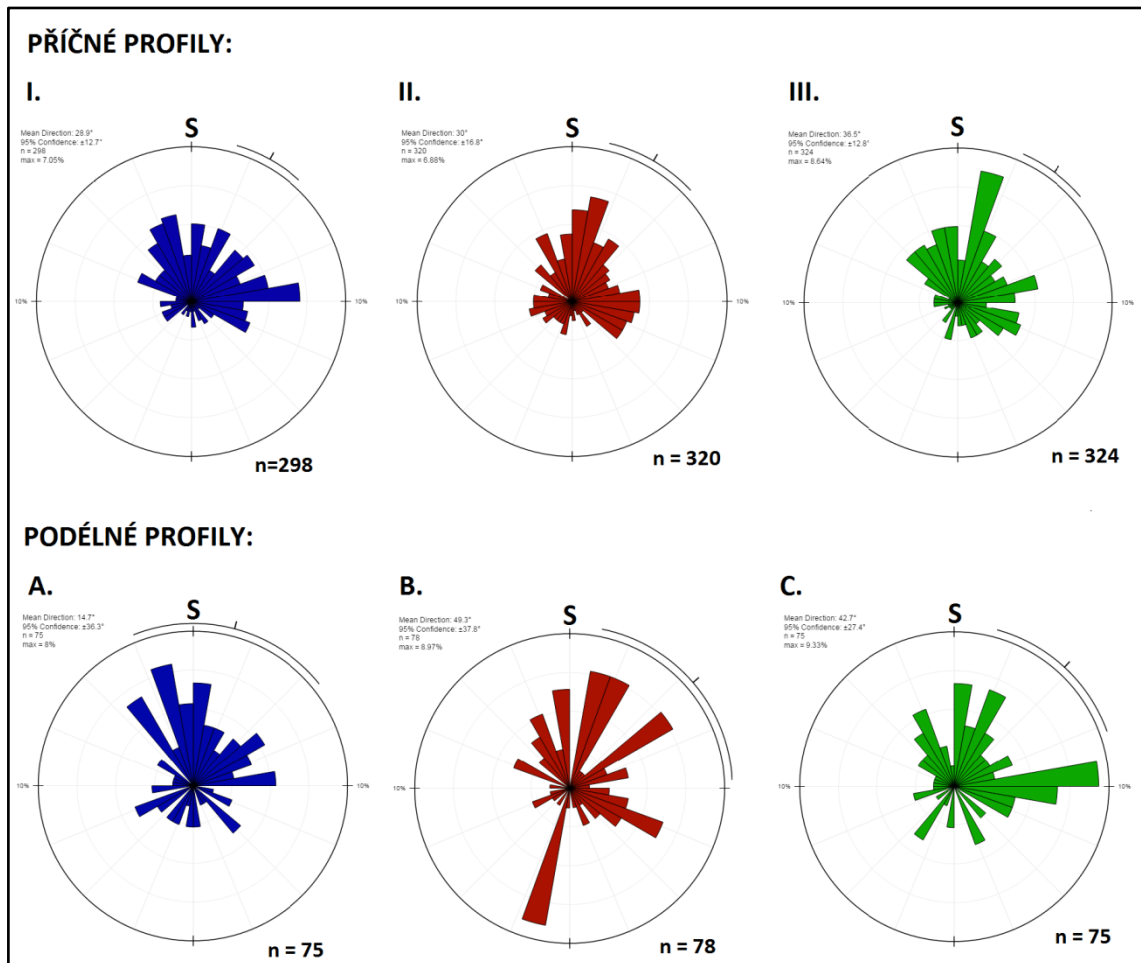 PŘÍČNÉ PROFILY:
I.
Mean Direction: 28.9°
95% Confidence: ±12.7°
n = 298
max = 7.05%
S
10%
10%
n=298
II.
Mean Direction: 30°
95% Confidence: ±16.8°
n = 320
max = 6.88%
S
10%
10%
n = 320
III.
Mean Direction: 36.5°
95% Confidence: ±12.8°
n = 324
max = 8.64%
S
10%
10%
n = 324
PODÉLNÉ PROFILY:
A.
Mean Direction: 14.7°
95% Confidence: ±36.3°
n = 75
max = 8%
S
10%
10%
n = 75
B.
Mean Direction: 49.3°
95% Confidence: ±37.8°
n = 78
max = 8.97%
S
10%
10%
n = 78
C.
Mean Direction: 42.7°
95% Confidence: ±27.4°
n = 75
max = 9.33%
S
10%
10%
n = 75